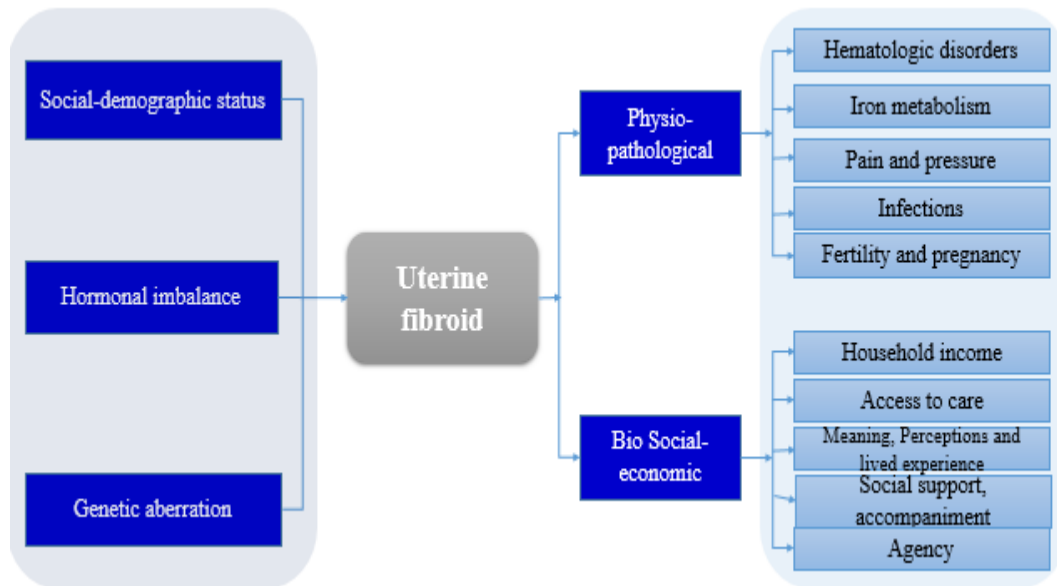 Social-demographic status
Hormonal imbalance
Genetic aberration
Uterine
fibroid
Physio-
pathological
Bio Social-
economic
Hematologic disorders
Iron metabolism
Pain and pressure
Infections
Fertility and pregnancy
Household income
Access to care
Meaning, Perceptions and
lived experience
Social support,
accompaniment
Agency